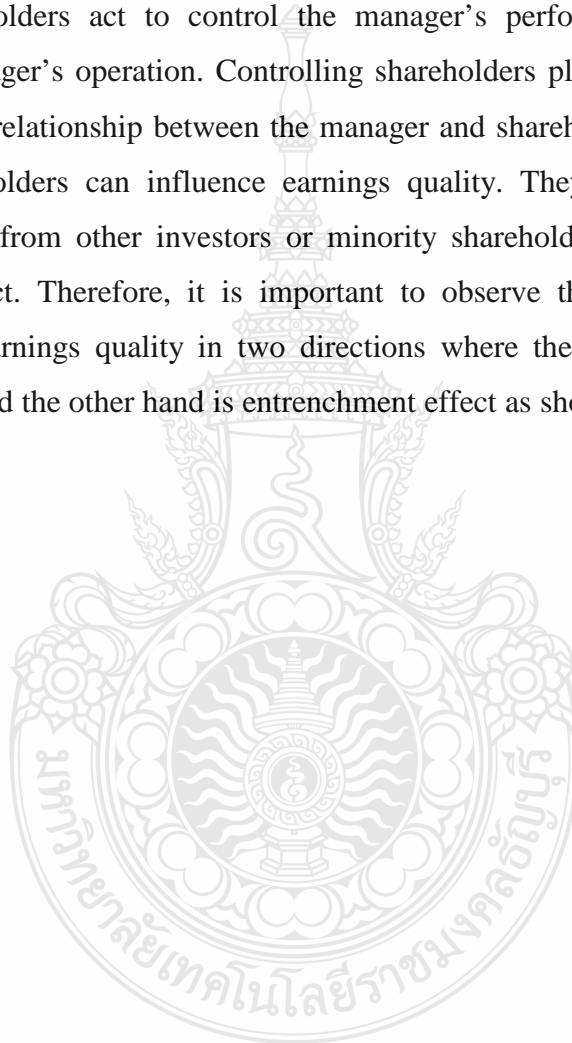 olders act to control the manager's perfo
ger's operation. Controlling shareholders pl
relationship between the manager and shareh
olders can influence earnings quality. They
from other investors or minority sharehold
ct. Therefore, it is important to observe th
rnings quality in two directions where the
d the other hand is entrenchment effect as sho
มหาวิทยาลัยเทคโนโลยีราชมงคลธัญบุรี